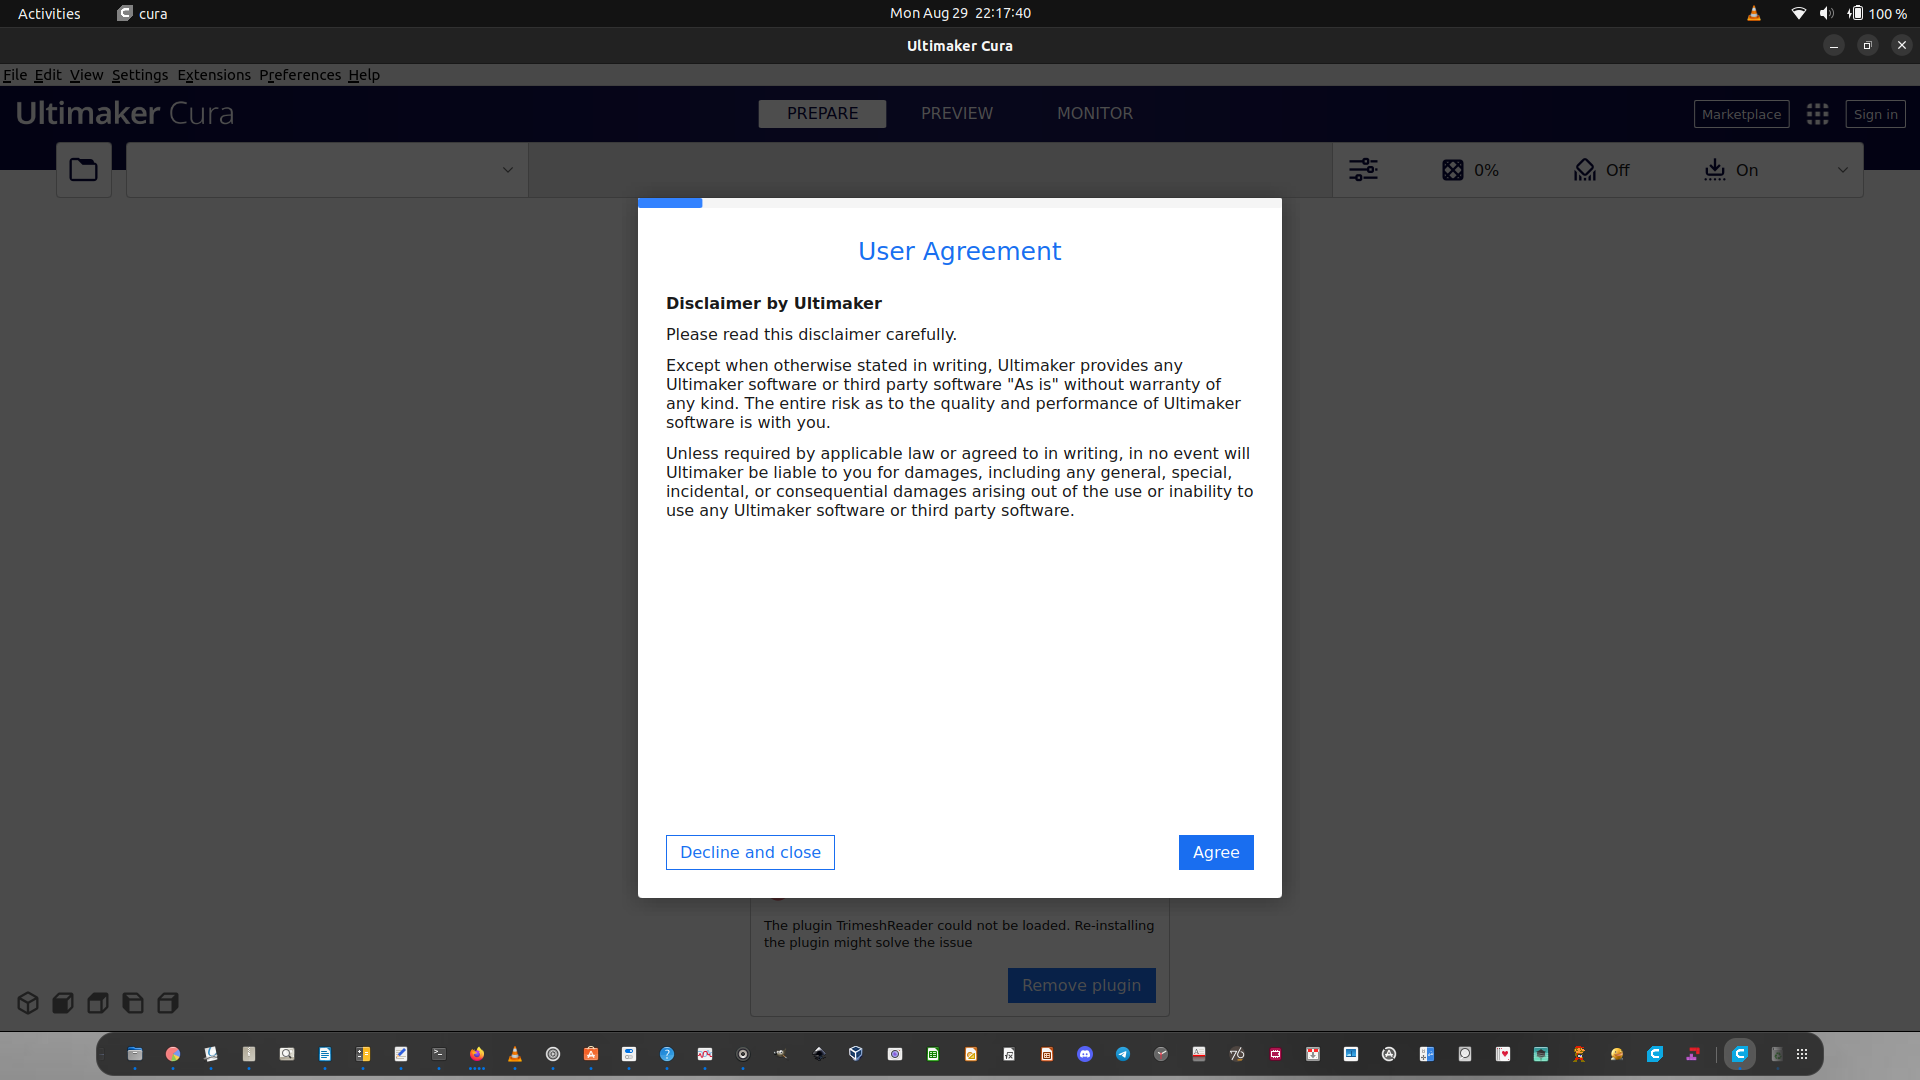 Activities
cura
Mon Aug 29 22:17:40
100 %
Ultimaker Cura
File Edit View Settings Extensions Preferences Help
Ultimaker Cura
PREPARE
PREVIEW
MONITOR
Marketplace
Sign in
0%
Off
On
User Agreement
Disclaimer by Ultimaker
Please read this disclaimer carefully.
Except when otherwise stated in writing, Ultimaker provides any
Ultimaker software or third party software "As is" without warranty of
any kind. The entire risk as to the quality and performance of Ultimaker
software is with you.
Unless required by applicable law or agreed to in writing, in no event will
Ultimaker be liable to you for damages, including any general, special,
incidental, or consequential damages arising out of the use or inability to
use any Ultimaker software or third party software.
Decline and close
Agree
The plugin TrimeshReader could not be loaded. Re-installing
the plugin might solve the issue
Remove plugin